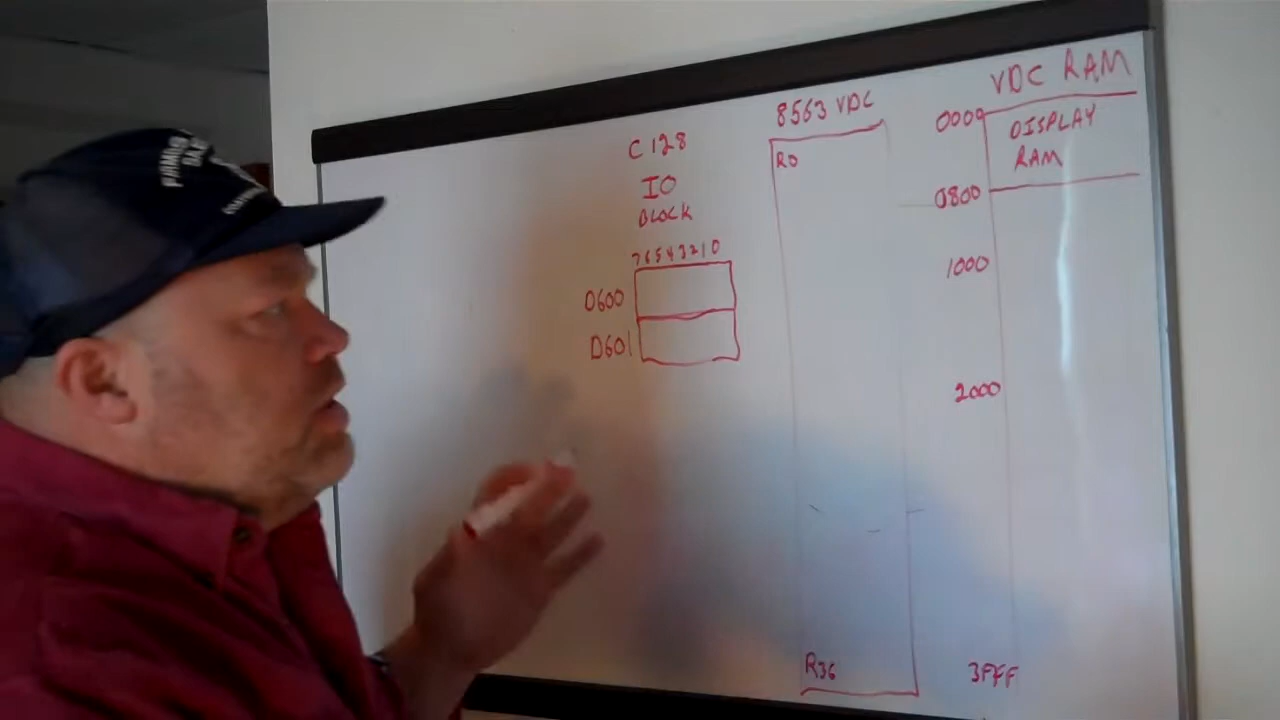 C128
IO
BLOCK
76543210
D600
D601
8563 VDC
R0
R36
VDC RAM
0000
DISPLAY
RAM
0800
1000
2000
3FFF